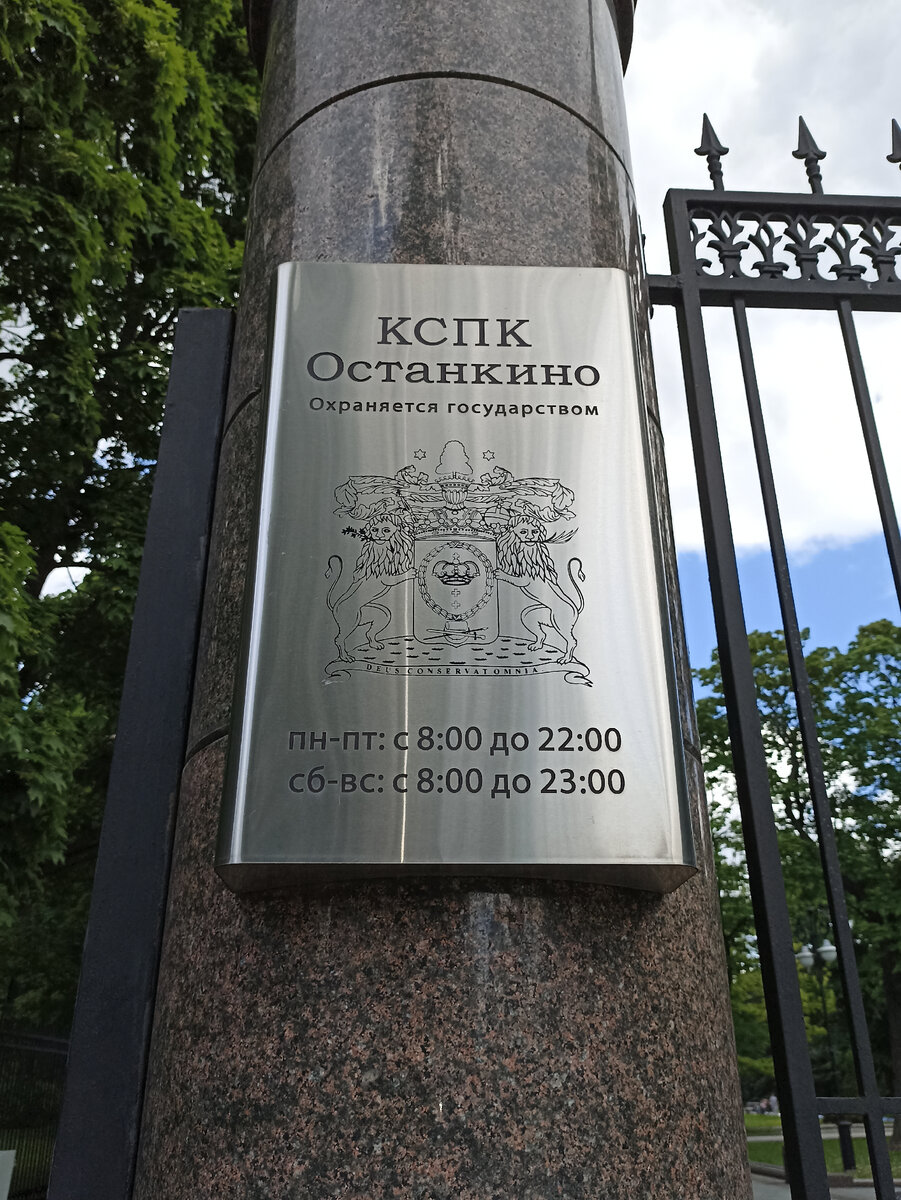 КСПК
Останкино
Охраняется государством
DEUS CONSERVAT OMNIA
пн-пт: с 8:00 до 22:00
сб-вс: с 8:00 до 23:00